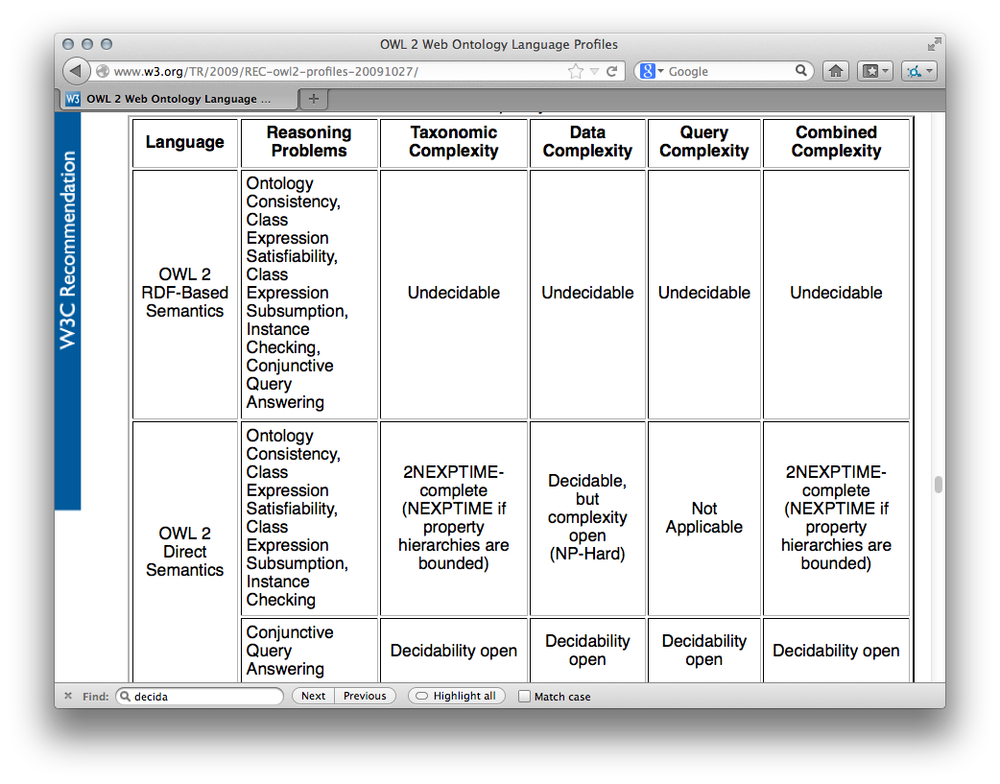 OWL 2 Web Ontology Language Profiles
www.w3.org/TR/2009/REC-owl2-profiles-20091027/
Google
W3 OWL 2 Web Ontology Language ...
W3C Recommendation
Language
Reasoning
Problems
Taxonomic
Complexity
Data
Complexity
Query
Complexity
Combined
Complexity
OWL 2
RDF-Based
Semantics
Ontology
Consistency,
Class
Expression
Satisfiability,
Class
Expression
Subsumption,
Instance
Checking,
Conjunctive
Query
Answering
Undecidable
Undecidable
Undecidable
Undecidable
OWL 2
Direct
Semantics
Ontology
Consistency,
Class
Expression
Satisfiability,
Class
Expression
Subsumption,
Instance
Checking
2NEXPTIME-
complete
(NEXPTIME if
property
hierarchies are
bounded)
Decidable,
but
complexity
open
(NP-Hard)
Not
Applicable
2NEXPTIME-
complete
(NEXPTIME if
property
hierarchies are
bounded)
Conjunctive
Query
Answering
Decidability open
Decidability
open
Decidability
open
Decidability open
Find: decida Next Previous Highlight all Match case